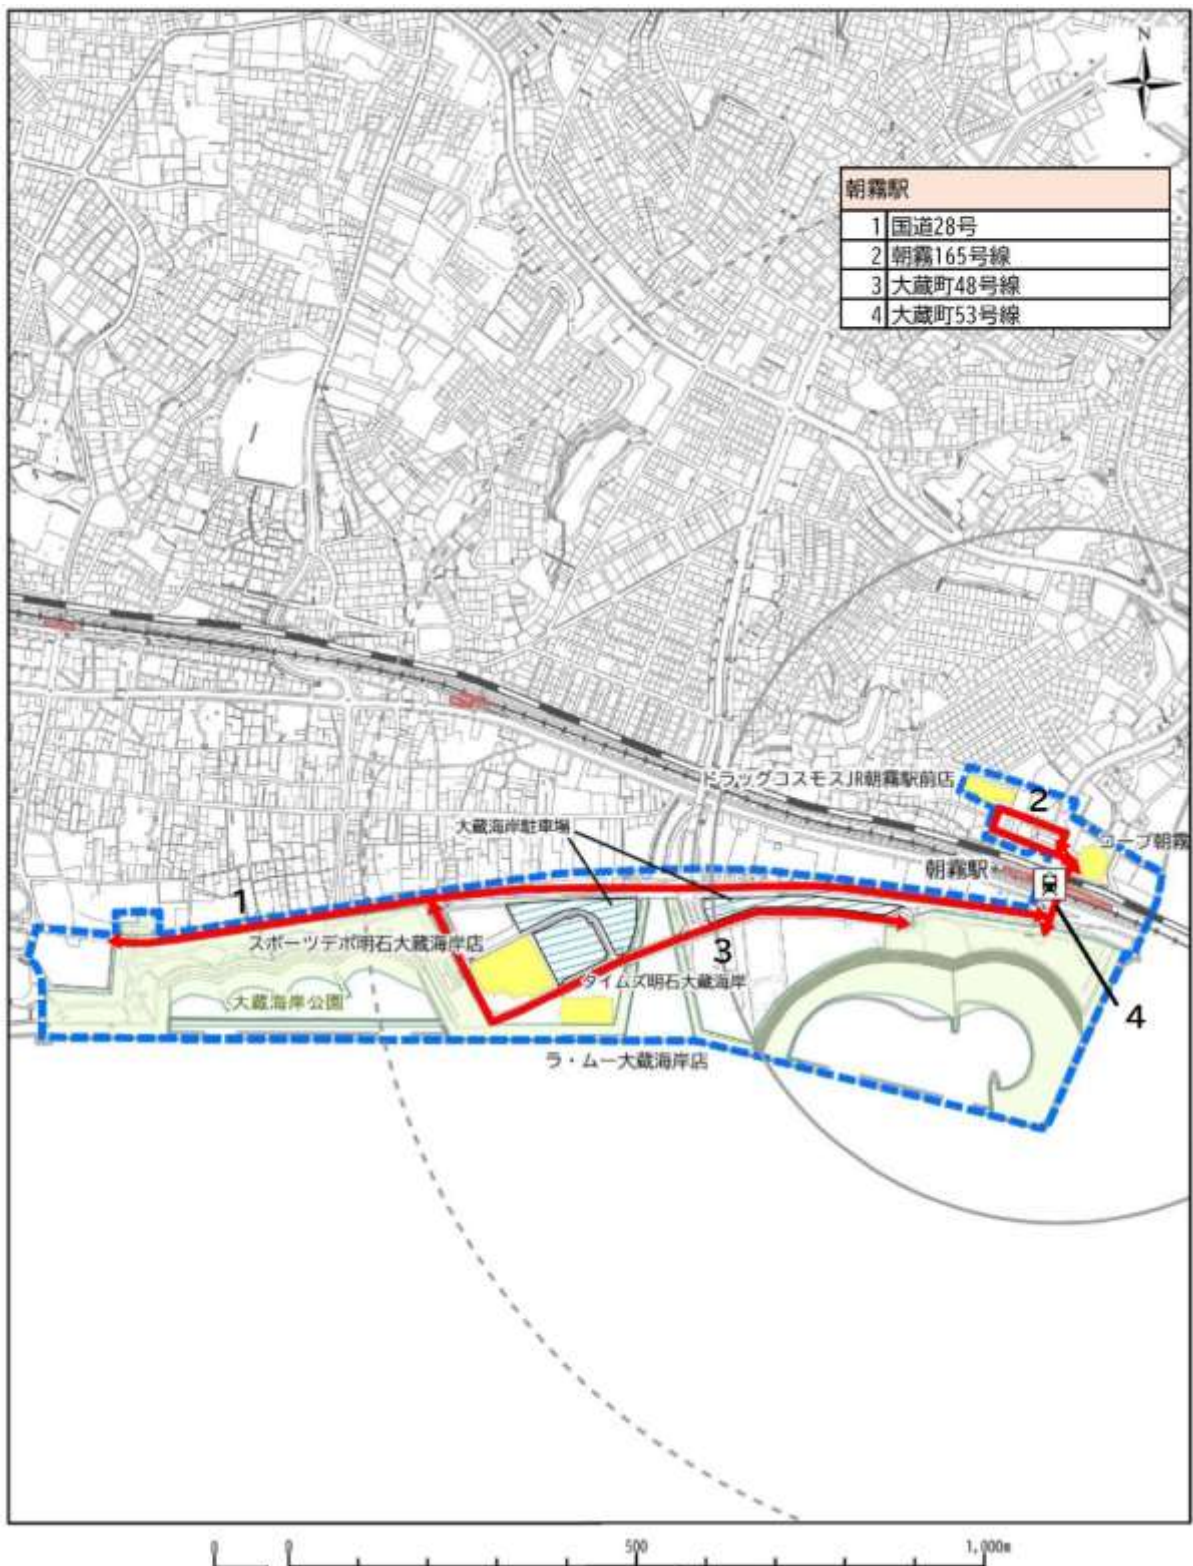 N
朝霧駅
1 国道28号
2 朝霧165号線
3 大蔵町48号線
4 大蔵町53号線
ドラッグコスモスJR朝霧駅前店
2
コープ朝霧
大蔵海岸駐車場
朝霧駅
1
スポーツデポ明石大蔵海岸店
3
タイムズ明石大蔵海岸
大蔵海岸公園
4
ラ・ムー大蔵海岸店
0 0 500 1,000m